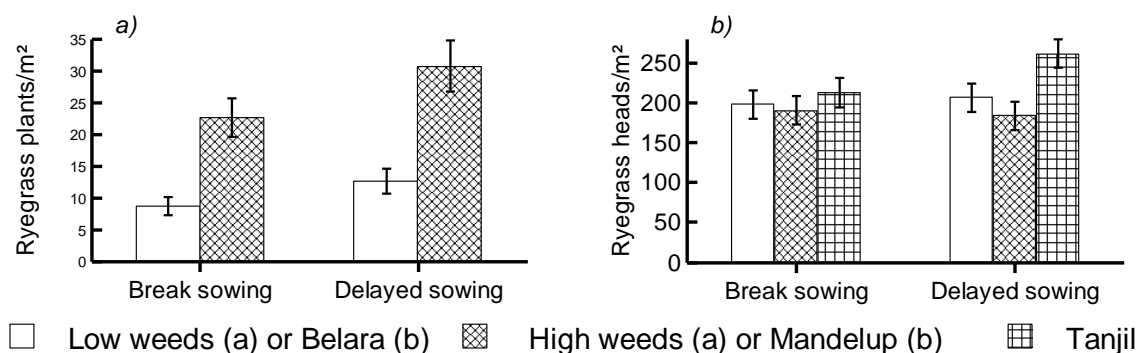 a)
Ryegrass plants/m²
35
30
25
20
15
10
5
0
Break sowing Delayed sowing
b)
Ryegrass heads/m²
250
200
150
100
50
0
Break sowing Delayed sowing
Low weeds (a) or Belara (b) High weeds (a) or Mandelup (b) Tanjil